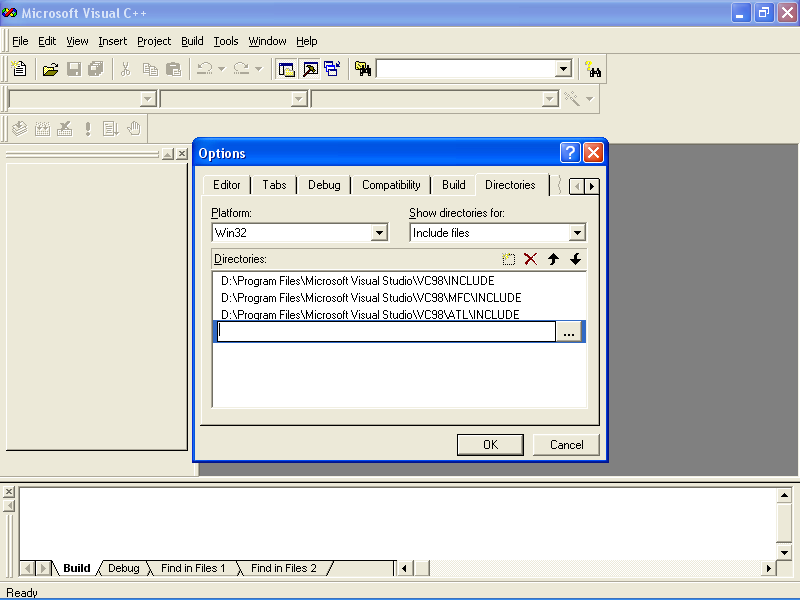 Microsoft Visual C++
File Edit View Insert Project Build Tools Window Help
Options
Editor Tabs Debug Compatibility Build Directories
Platform: Show directories for:
Win32 Include files
Directories:
D:\Program Files\Microsoft Visual Studio\VC98\INCLUDE
D:\Program Files\Microsoft Visual Studio\VC98\MFC\INCLUDE
D:\Program Files\Microsoft Visual Studio\VC98\ATL\INCLUDE
...
OK Cancel
Build Debug Find in Files 1 Find in Files 2
Ready